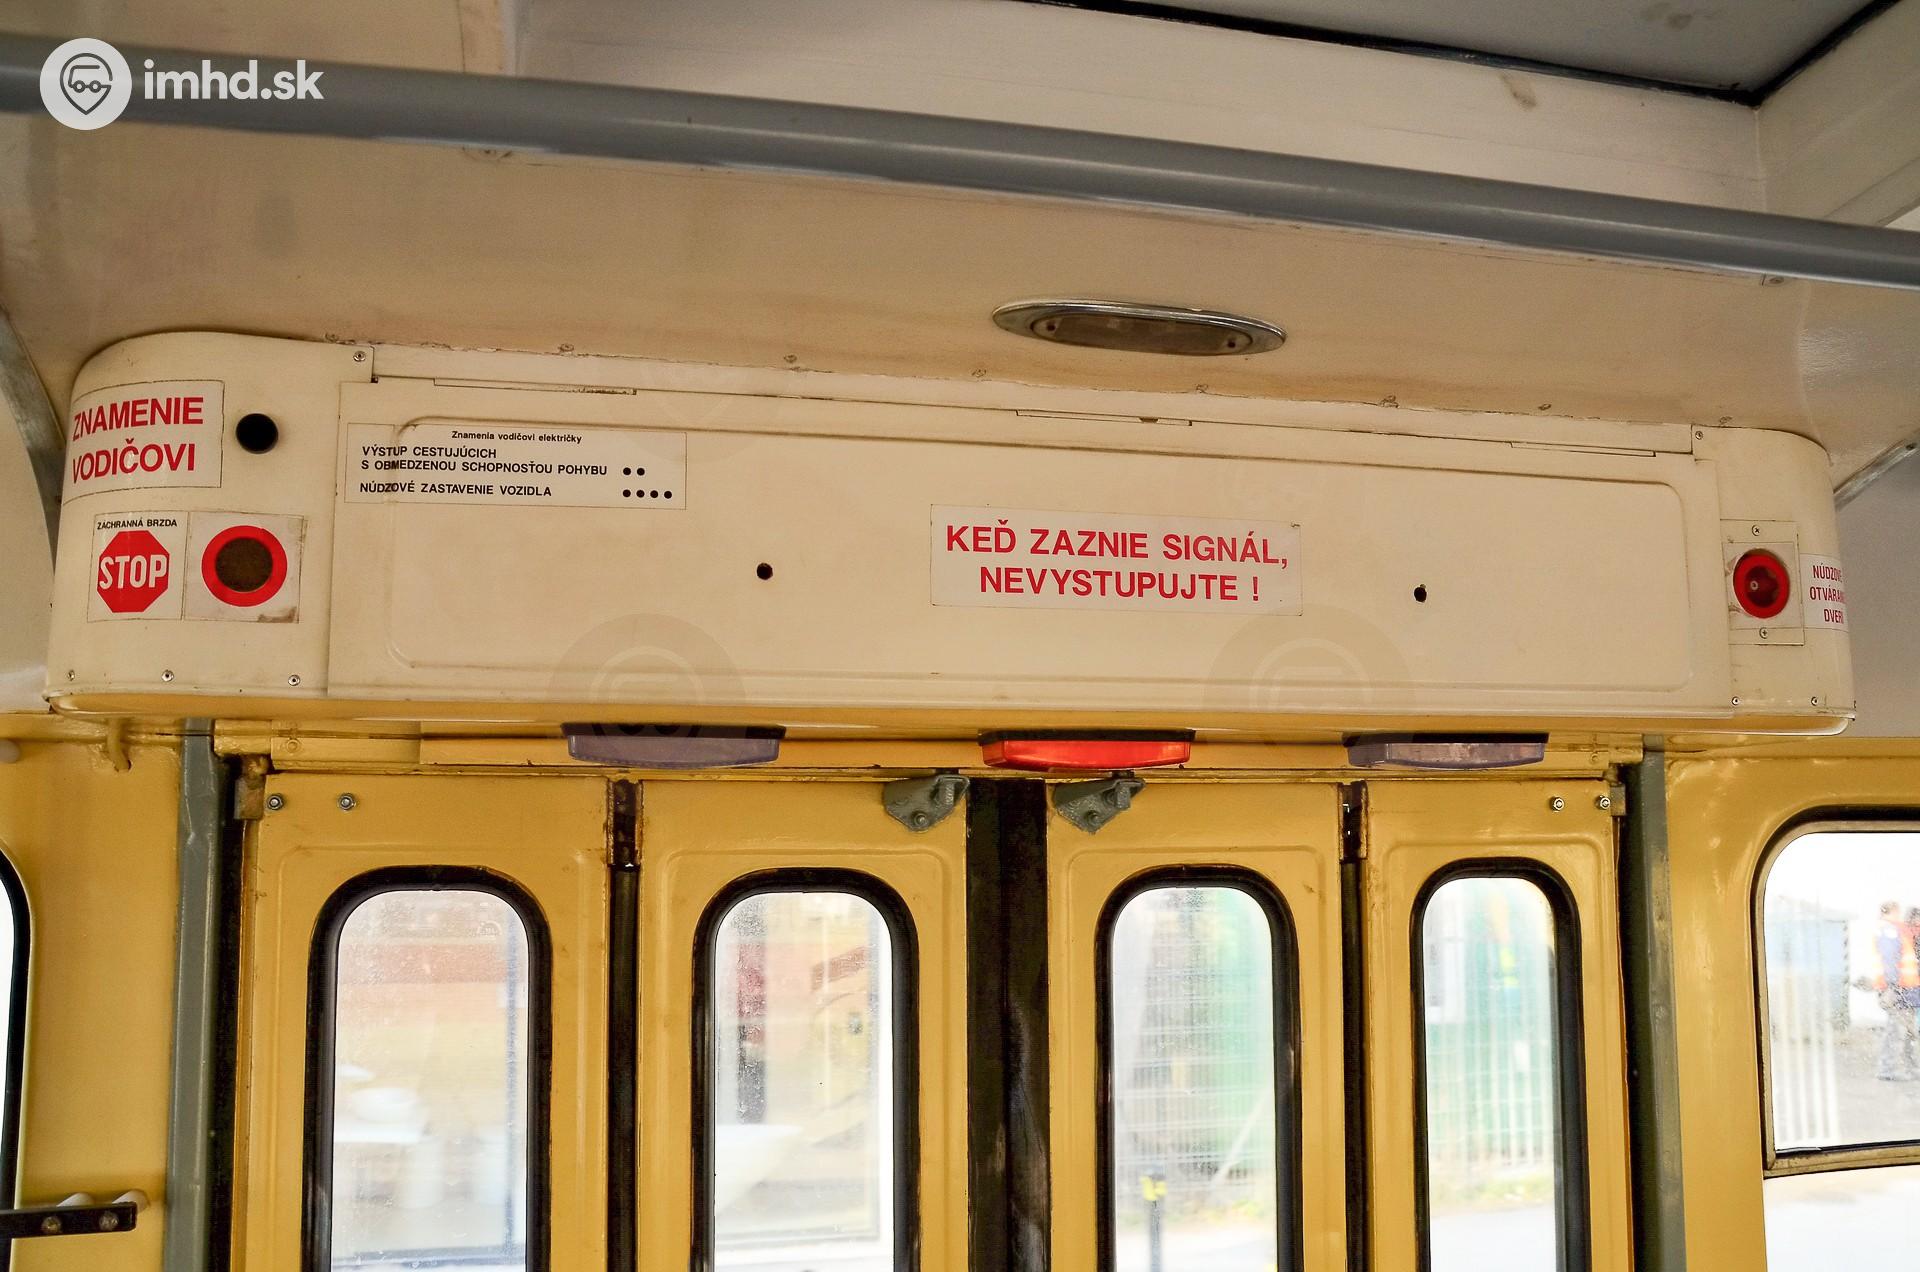 imhd.sk
ZNAMENIE
VODIČOVI
ZÁCHRANNÁ BRZDA
STOP
Znamenia vodičovi električky
VÝSTUP CESTUJÚCICH
S OBMEDZENOU SCHOPNOSŤOU POHYBU ●●
NÚDZOVÉ ZASTAVENIE VOZIDLA ●●●●
KEĎ ZAZNIE SIGNÁL,
NEVYSTUPUJTE !